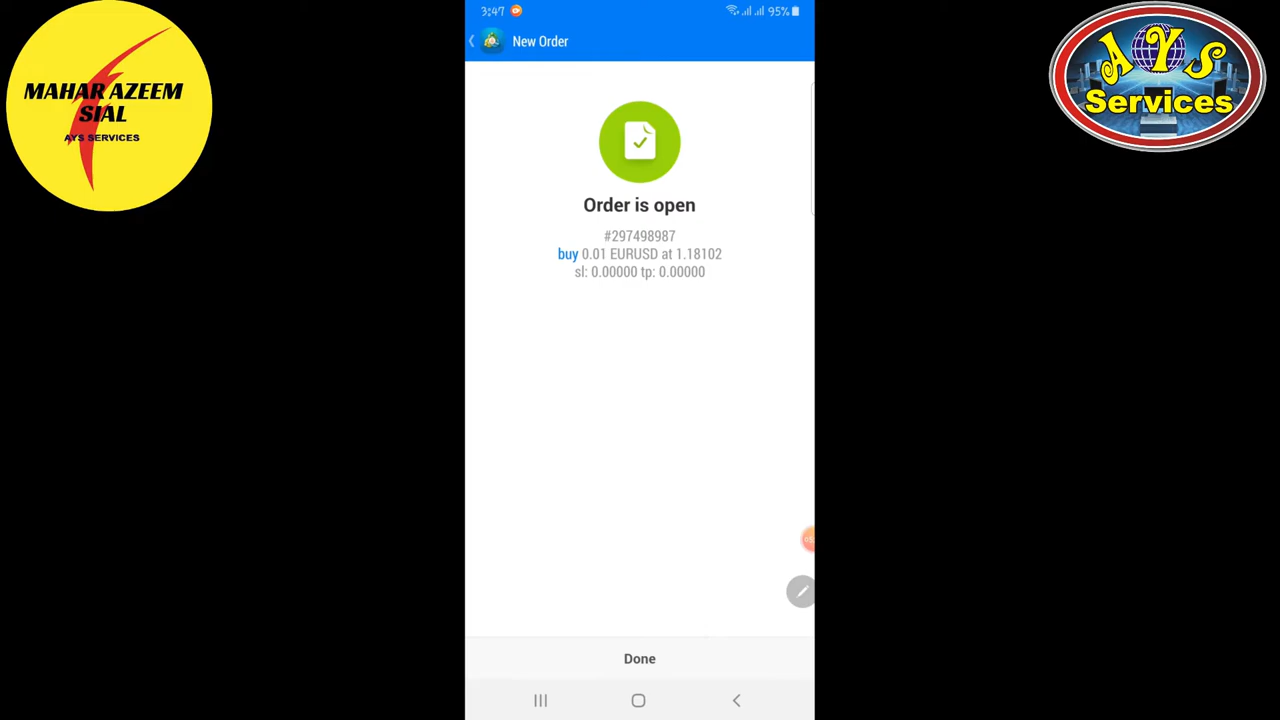 MAHAR AZEEM
SIAL
AYS SERVICES
3:47
95%
New Order
AYS
Services
Order is open
#297498987
buy 0.01 EURUSD at 1.18102
sl: 0.00000 tp: 0.00000
Done